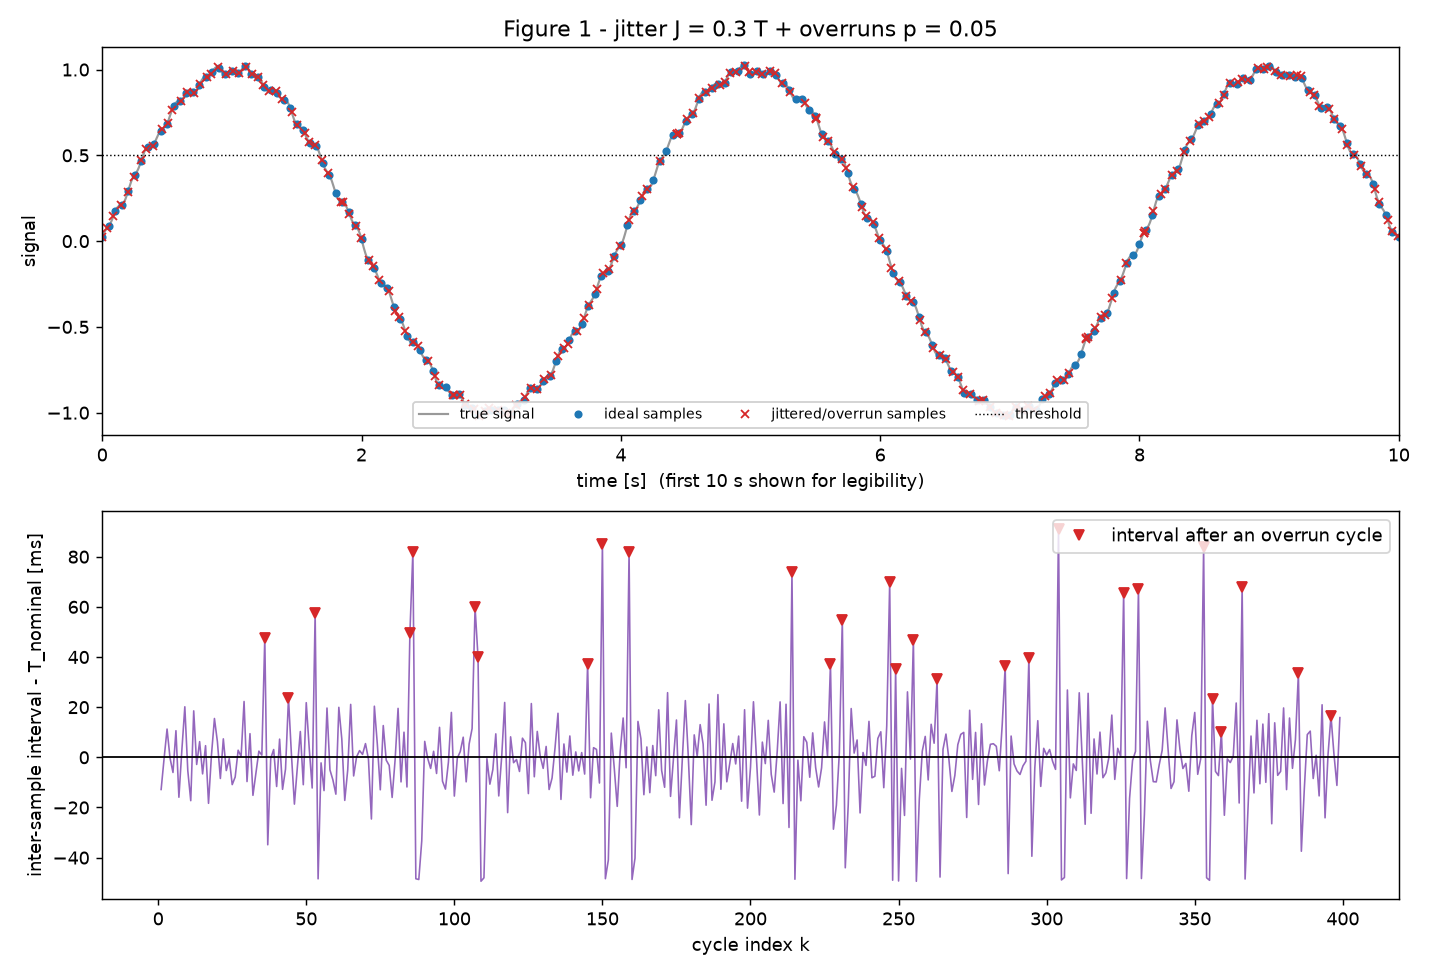 Figure 1 - jitter J = 0.3 T + overruns p = 0.05
signal
1.0
0.5
0.0
−0.5
−1.0
true signal ideal samples jittered/overrun samples threshold
0 2 4 6 8 10
time [s] (first 10 s shown for legibility)
inter-sample interval - T_nominal [ms]
80
60
40
20
0
−20
−40
interval after an overrun cycle
0 50 100 150 200 250 300 350 400
cycle index k